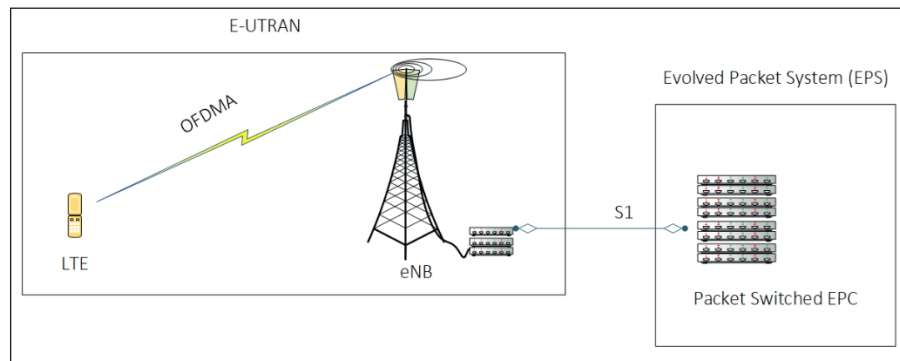 E-UTRAN
Evolved Packet System (EPS)
OFDMA
S1
LTE
eNB
Packet Switched EPC